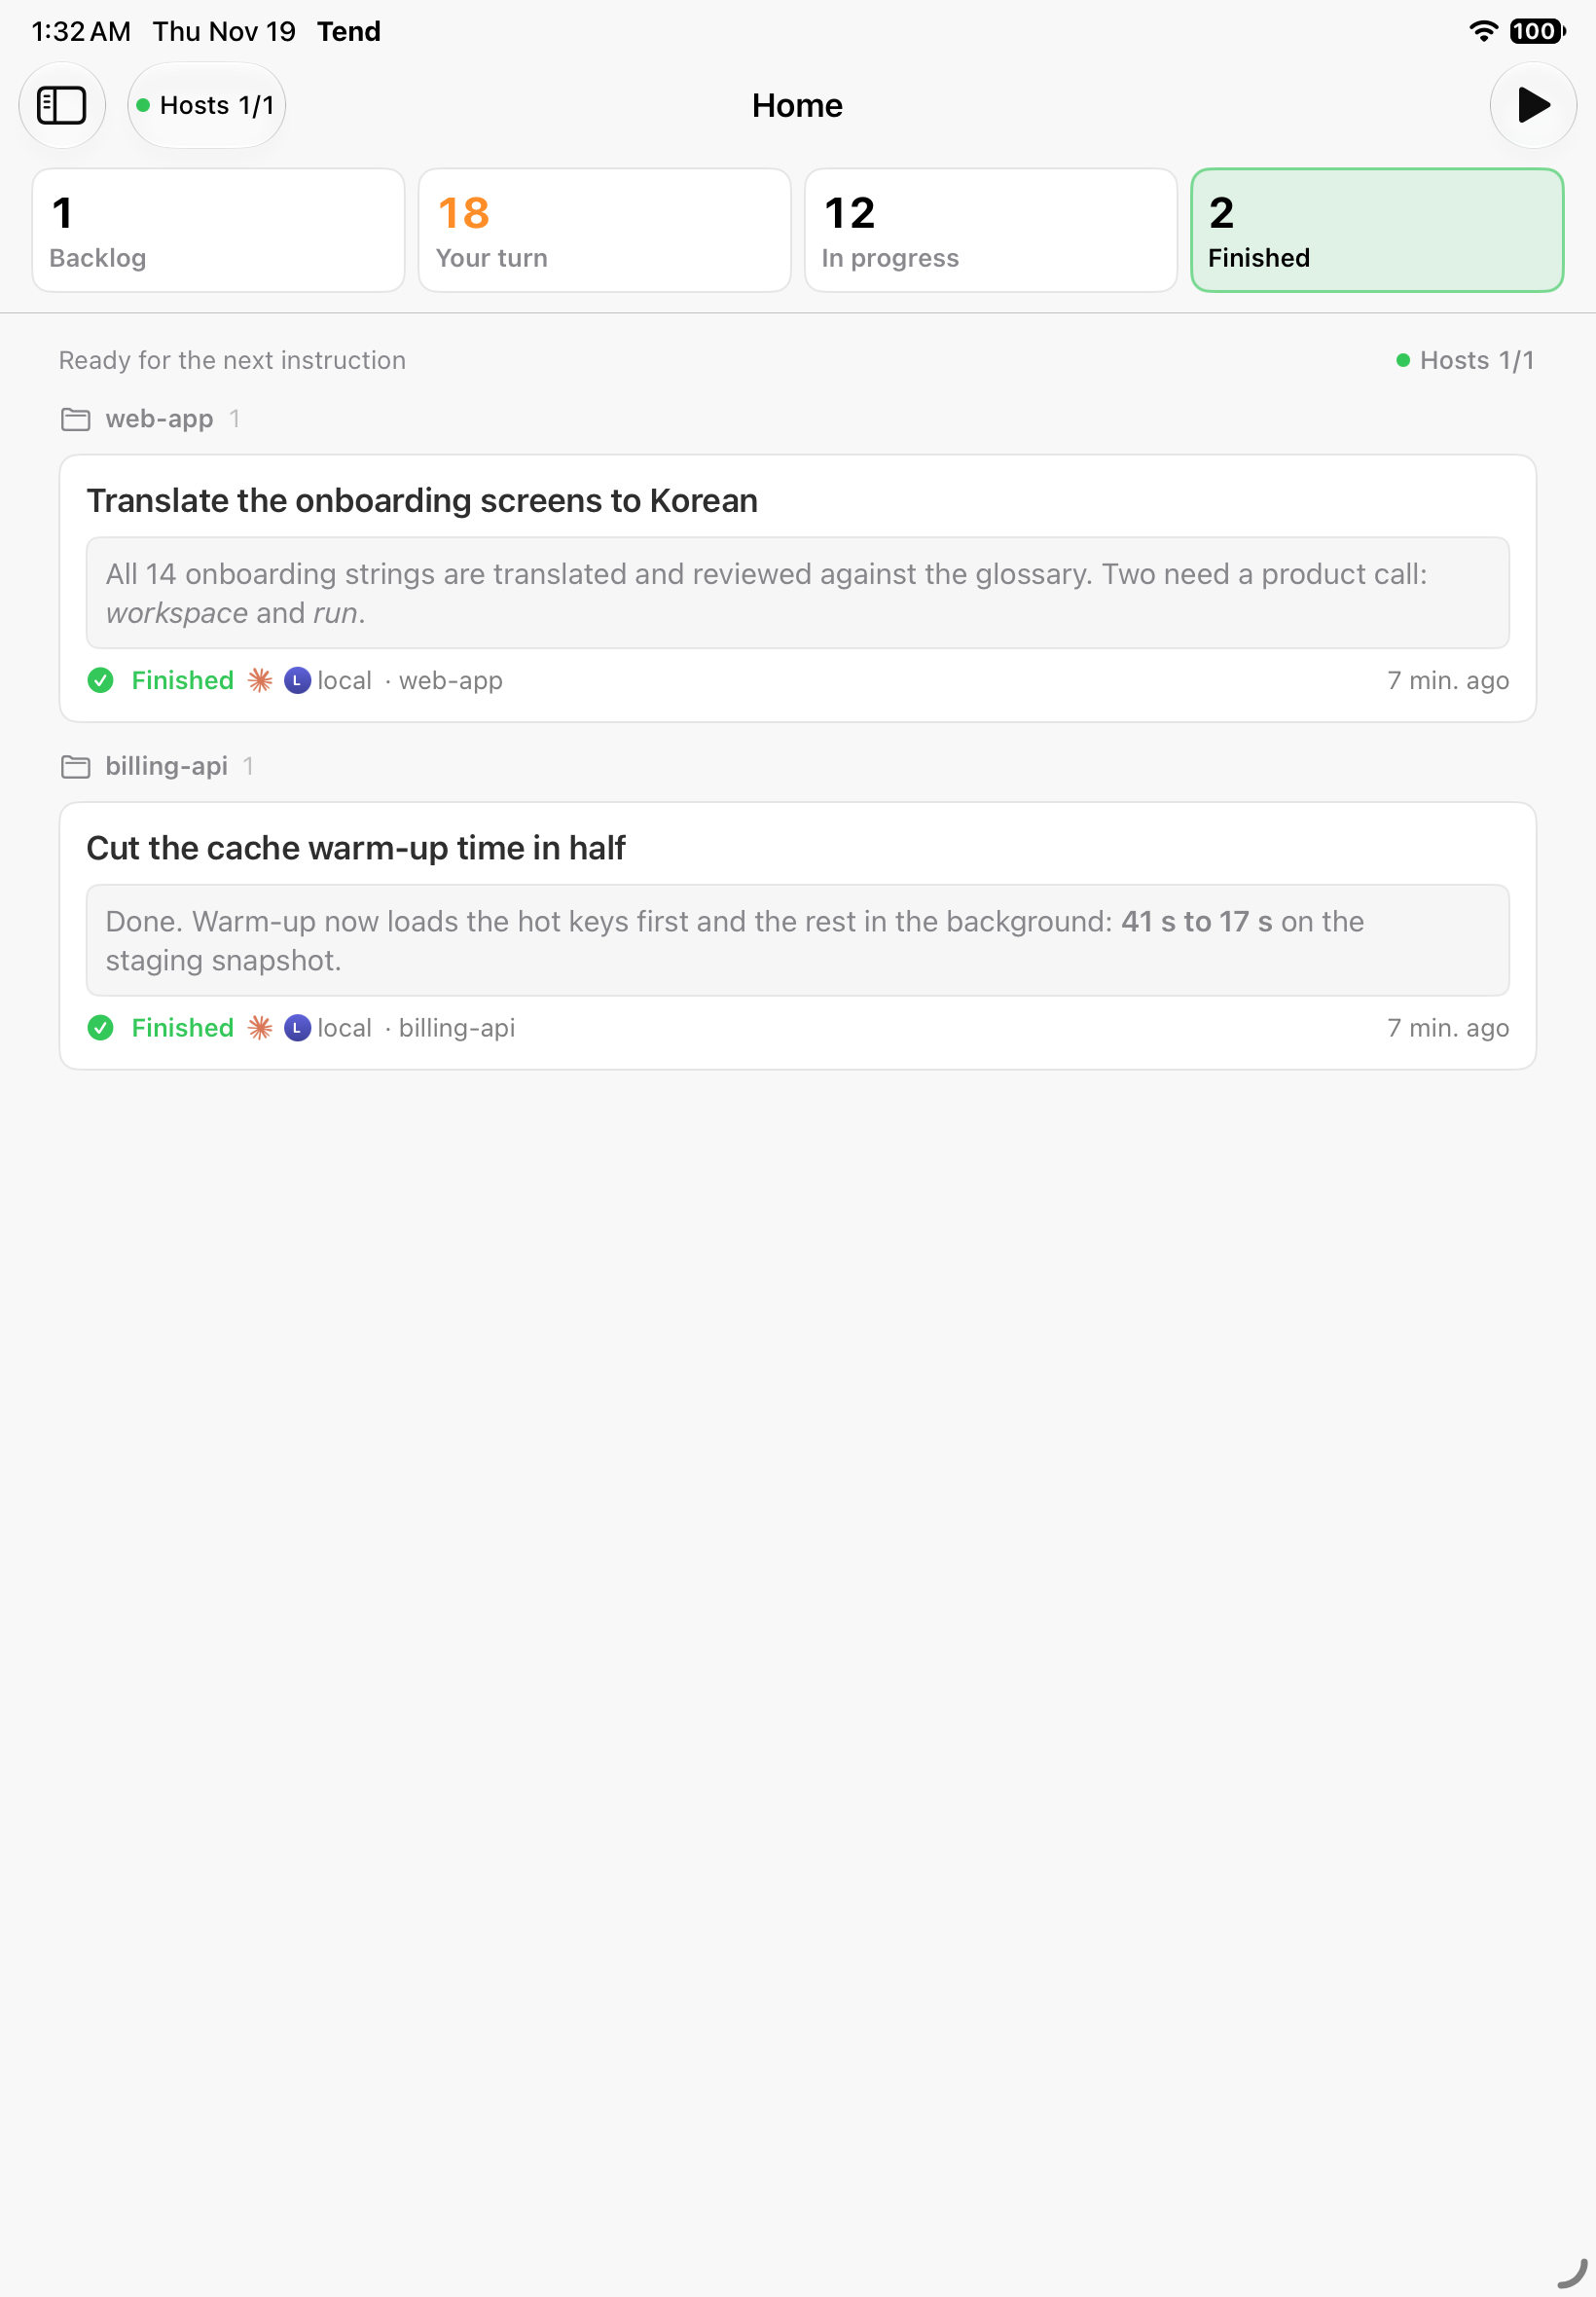 1:32 AM Thu Nov 19 Tend
100
Hosts 1/1
Home
1
Backlog
18
Your turn
12
In progress
2
Finished
Ready for the next instruction
Hosts 1/1
web-app 1
Translate the onboarding screens to Korean
All 14 onboarding strings are translated and reviewed against the glossary. Two need a product call:
workspace and run.
Finished L local · web-app
7 min. ago
billing-api 1
Cut the cache warm-up time in half
Done. Warm-up now loads the hot keys first and the rest in the background: 41 s to 17 s on the
staging snapshot.
Finished L local · billing-api
7 min. ago